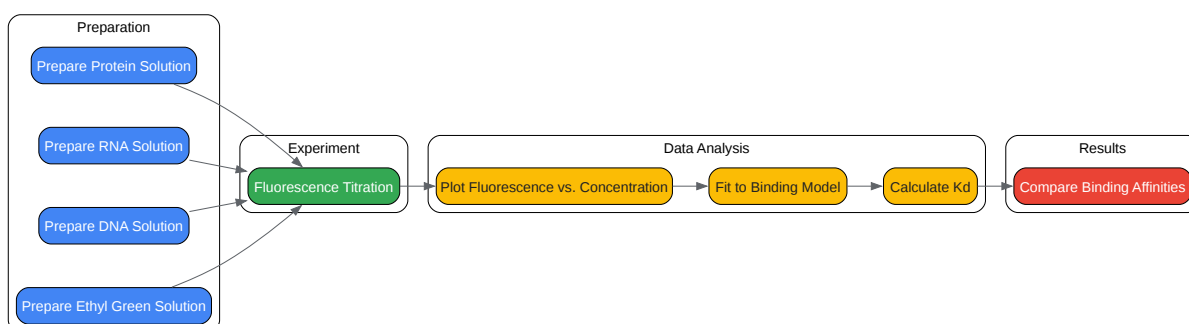 Preparation
Prepare Protein Solution
Prepare RNA Solution
Prepare DNA Solution
Prepare Ethyl Green Solution
Experiment
Fluorescence Titration
Data Analysis
Plot Fluorescence vs. Concentration
Fit to Binding Model
Calculate Kd
Results
Compare Binding Affinities